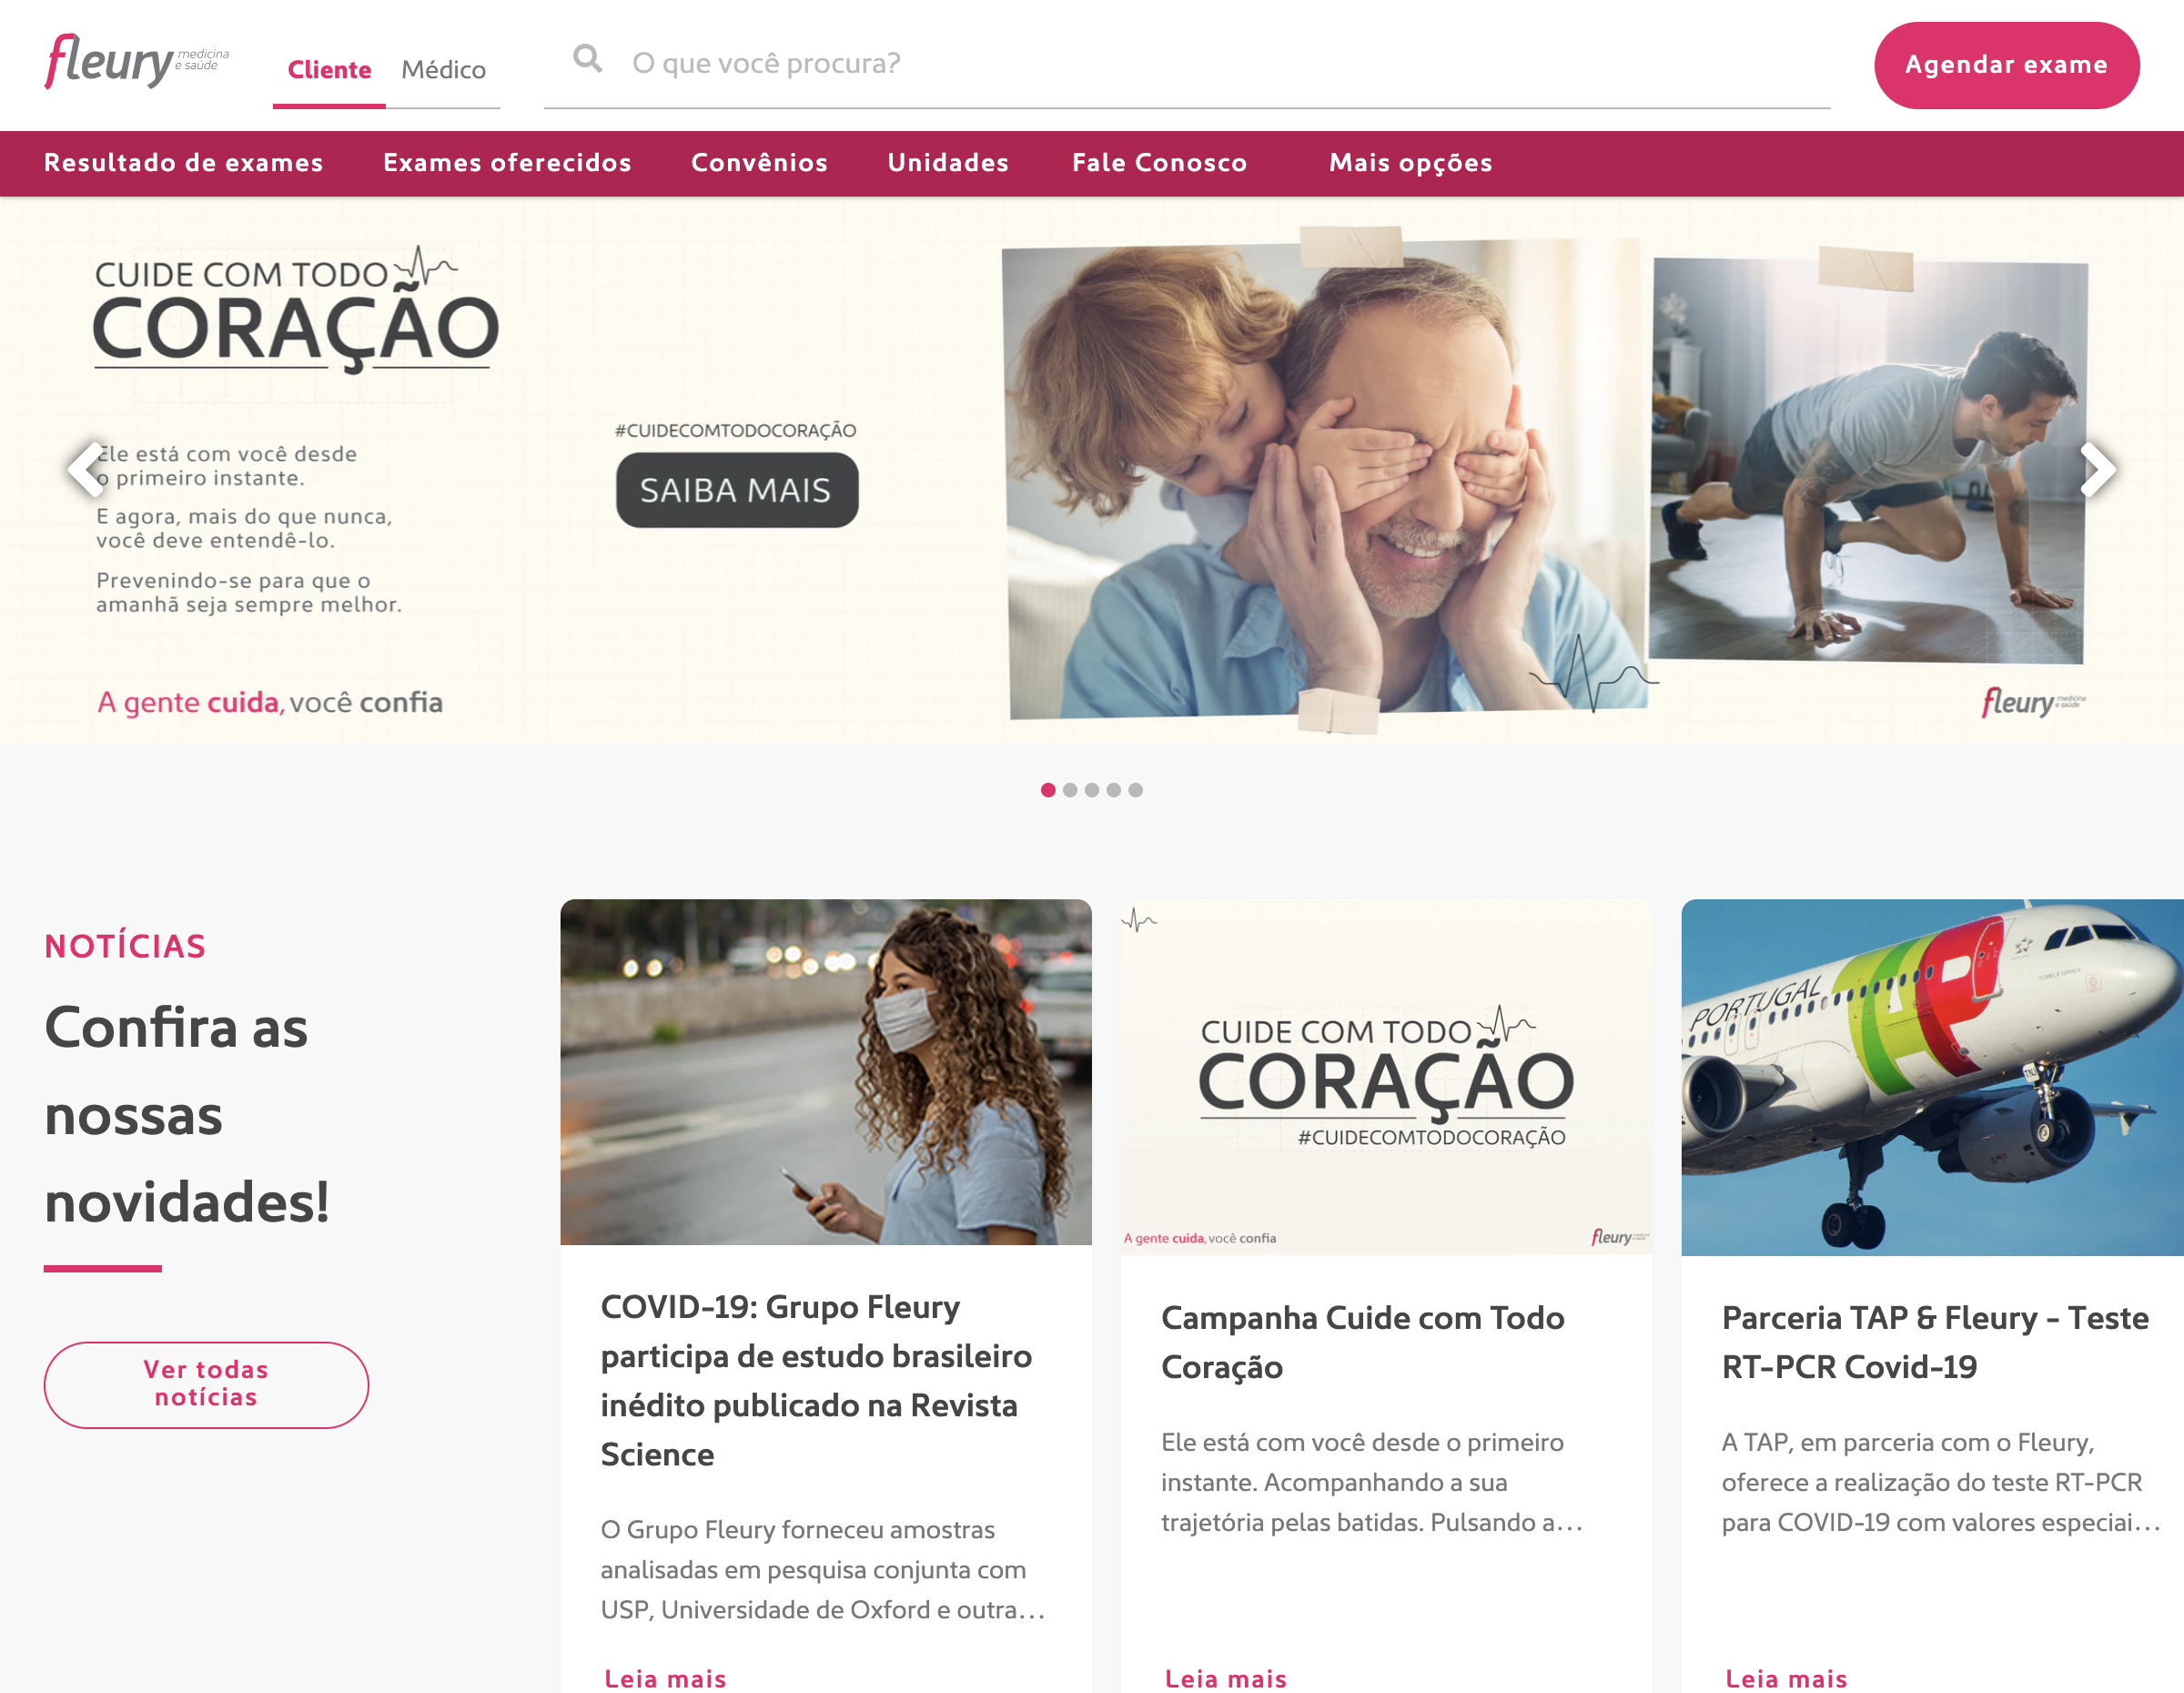 fleury medicina
e saúde
Cliente
Médico
O que você procura?
Agendar exame
Resultado de exames
Exames oferecidos
Convênios
Unidades
Fale Conosco
Mais opções
CUIDE COM TODO
CORAÇÃO
Ele está com você desde
o primeiro instante.
E agora, mais do que nunca,
você deve entendê-lo.
Prevenindo-se para que o
amanhã seja sempre melhor.
A gente cuida, você confia
#CUIDECOMTODOCORAÇÃO
SAIBA MAIS
fleury medicina
e saúde
NOTÍCIAS
Confira as
nossas
novidades!
Ver todas
notícias
COVID-19: Grupo Fleury
participa de estudo brasileiro
inédito publicado na Revista
Science
O Grupo Fleury forneceu amostras
analisadas em pesquisa conjunta com
USP, Universidade de Oxford e outra...
Leia mais
CUIDE COM TODO
CORAÇÃO
#CUIDECOMTODOCORAÇÃO
A gente cuida, você confia
fleury
Campanha Cuide com Todo
Coração
Ele está com você desde o primeiro
instante. Acompanhando a sua
trajetória pelas batidas. Pulsando a...
Leia mais
PORTUGAL
TP
Parceria TAP & Fleury - Teste
RT-PCR Covid-19
A TAP, em parceria com o Fleury,
oferece a realização do teste RT-PCR
para COVID-19 com valores especiai...
Leia mais